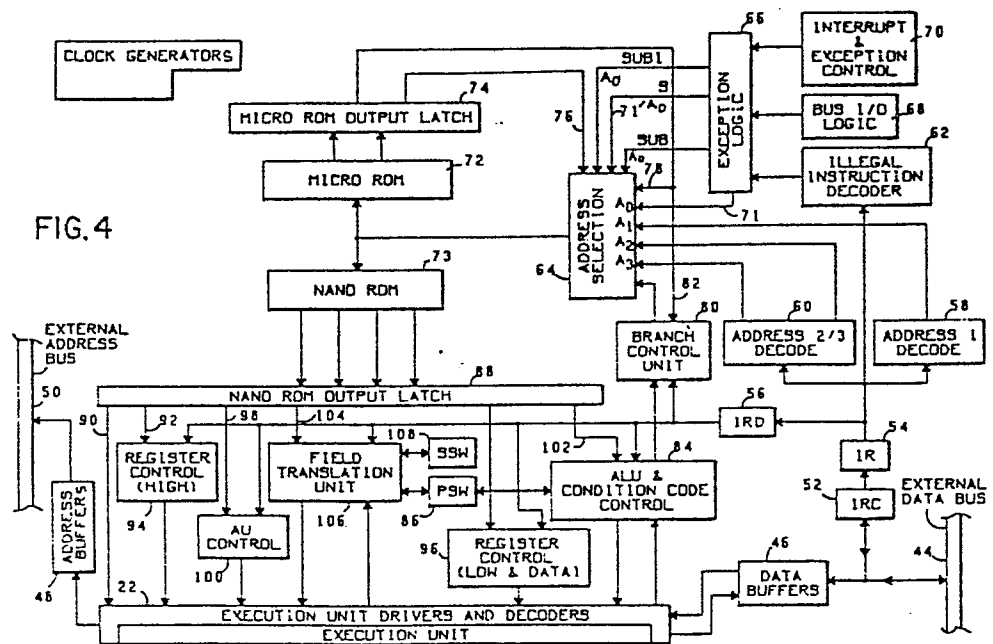 CLOCK GENERATORS
FIG.4
74
MICRO ROM OUTPUT LATCH
72
MICRO ROM
73
NANO ROM
76
SUB1
A0
S
71
A0
SUB
A0
78
66
EXCEPTION
LOGIC
INTERRUPT
&
EXCEPTION
CONTROL
70
BUS I/O
LOGIC
68
62
ILLEGAL
INSTRUCTION
DECODER
71
ADDRESS
SELECTION
64
A0
A1
A2
A3
82
80
BRANCH
CONTROL
UNIT
60
ADDRESS 2/3
DECODE
58
ADDRESS 1
DECODE
EXTERNAL
ADDRESS
BUS
50
88
NANO ROM OUTPUT LATCH
90
92
98
104
102
56
IRD
54
IR
52
IRC
EXTERNAL
DATA BUS
44
REGISTER
CONTROL
(HIGH)
94
AU
CONTROL
100
FIELD
TRANSLATION
UNIT
106
108
SSW
PSW
86
84
ALU &
CONDITION CODE
CONTROL
96
REGISTER
CONTROL
(LOW & DATA)
46
DATA
BUFFERS
ADDRESS
BUFFERS
48
22
EXECUTION UNIT DRIVERS AND DECODERS
EXECUTION UNIT